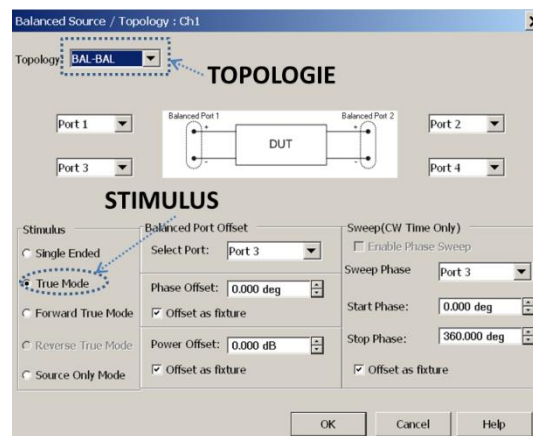 Balanced Source / Topology : Ch1
Topology: BAL-BAL
TOPOLOGIE
Balanced Port 1
Balanced Port 2
Port 1
+
+
Port 2
DUT
Port 3
-
-
Port 4
STIMULUS
Stimulus
Balanced Port Offset
Sweep(CW Time Only)
Single Ended
Select Port: Port 3
Enable Phase Sweep
True Mode
Sweep Phase Port 3
Phase Offset: 0.000 deg
Forward True Mode
Offset as fixture
Start Phase: 0.000 deg
Reverse True Mode
Power Offset: 0.000 dB
Stop Phase: 360.000 deg
Source Only Mode
Offset as fixture
Offset as fixture
OK Cancel Help